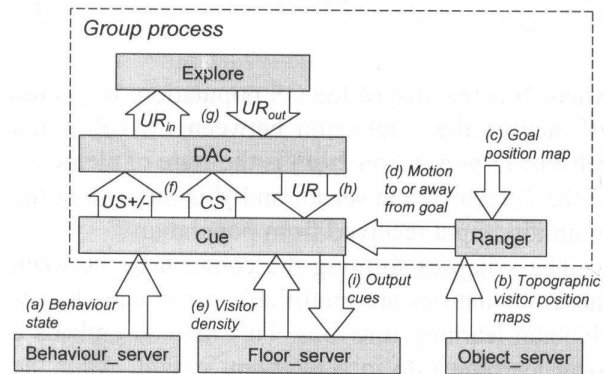 Group process
Explore
URin
(g)
URout
DAC
(c) Goal
position map
US+/-
(f)
CS
UR
(h)
(d) Motion
to or away
from goal
Cue
Ranger
(a) Behaviour
state
(e) Visitor
density
(i) Output
cues
(b) Topographic
visitor position
maps
Behaviour_server
Floor_server
Object_server